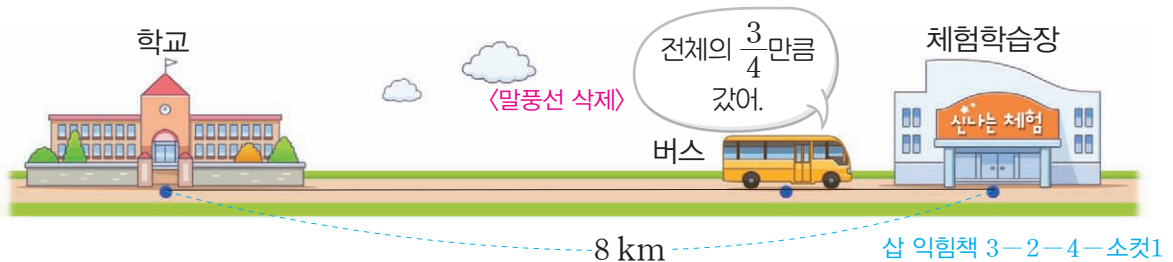 학교
전체의 3/4만큼
갔어.
체험학습장
〈말풍선 삭제〉
신나는 체험
버스
8 km
삽 익힘책 3-2-4-소컷1